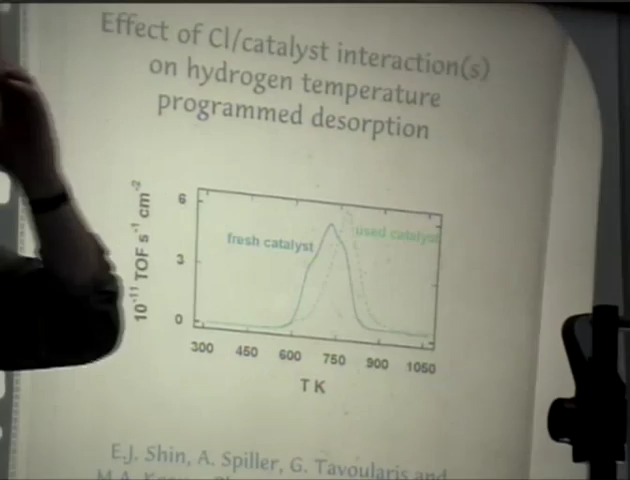 Effect of Cl/catalyst interaction(s)
on hydrogen temperature
programmed desorption
6
3
0
10⁻¹¹ TOF s⁻¹ cm⁻²
fresh catalyst
used catalyst
300 450 600 750 900 1050
T K
E.J. Shin, A. Spiller, G. Tavoularis and
M.A.